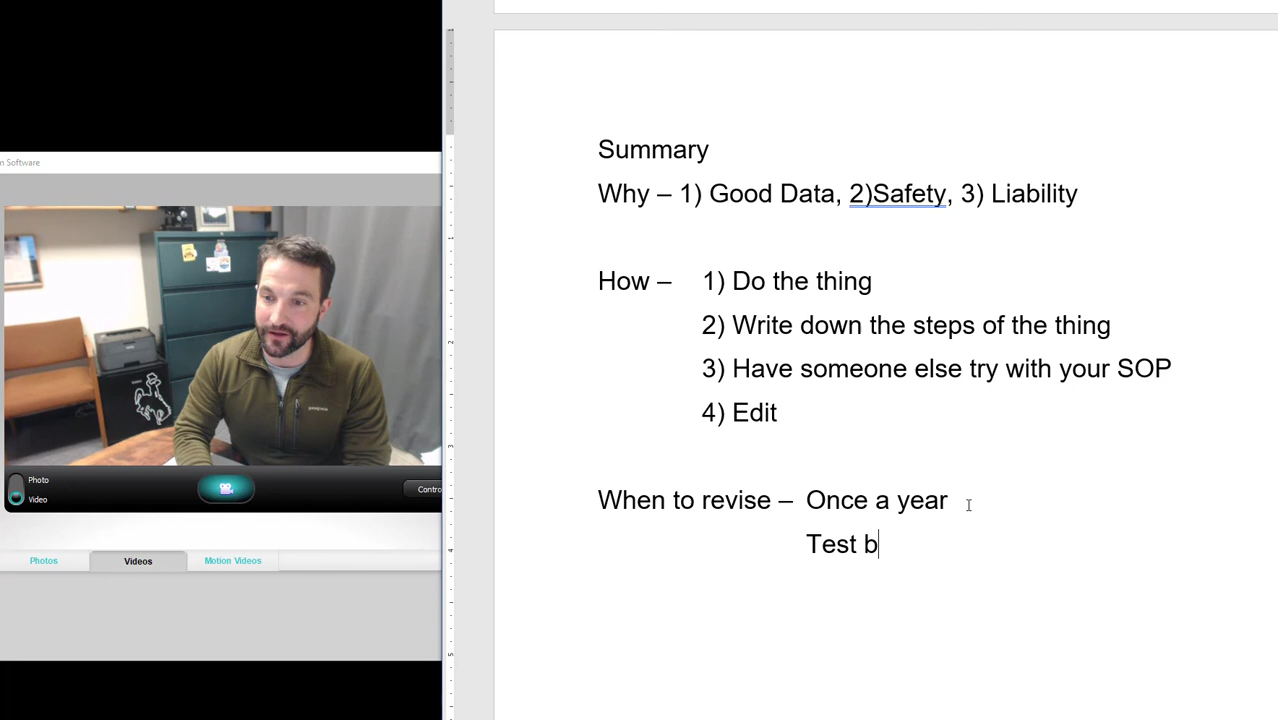 n Software
Summary
Why – 1) Good Data, 2)Safety, 3) Liability
How – 1) Do the thing
2) Write down the steps of the thing
3) Have someone else try with your SOP
4) Edit
When to revise – Once a year
Test b
Photo
Video
Contro
Photos Videos Motion Videos